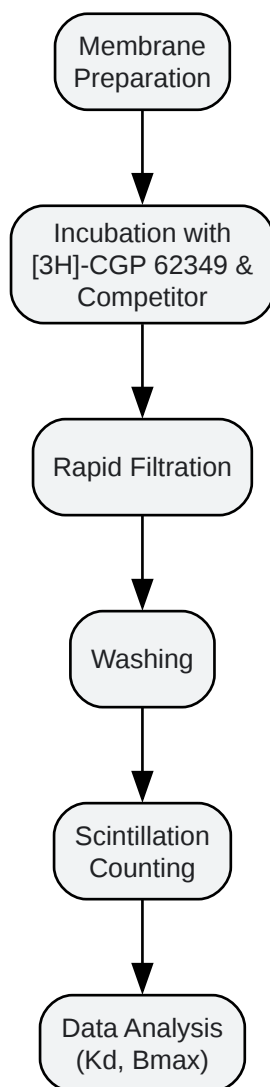 Membrane
Preparation
Incubation with
[3H]-CGP 62349 &
Competitor
Rapid Filtration
Washing
Scintillation
Counting
Data Analysis
(Kd, Bmax)